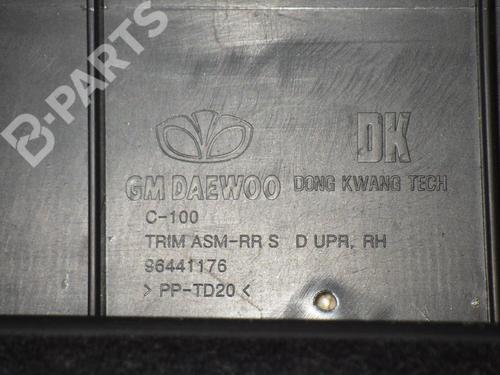 B-PARTS
DK
GM DAEWOO DONG KWANG TECH
C-100
TRIM ASM-RR S D UPR, RH
96441176
> PP-TD20 <